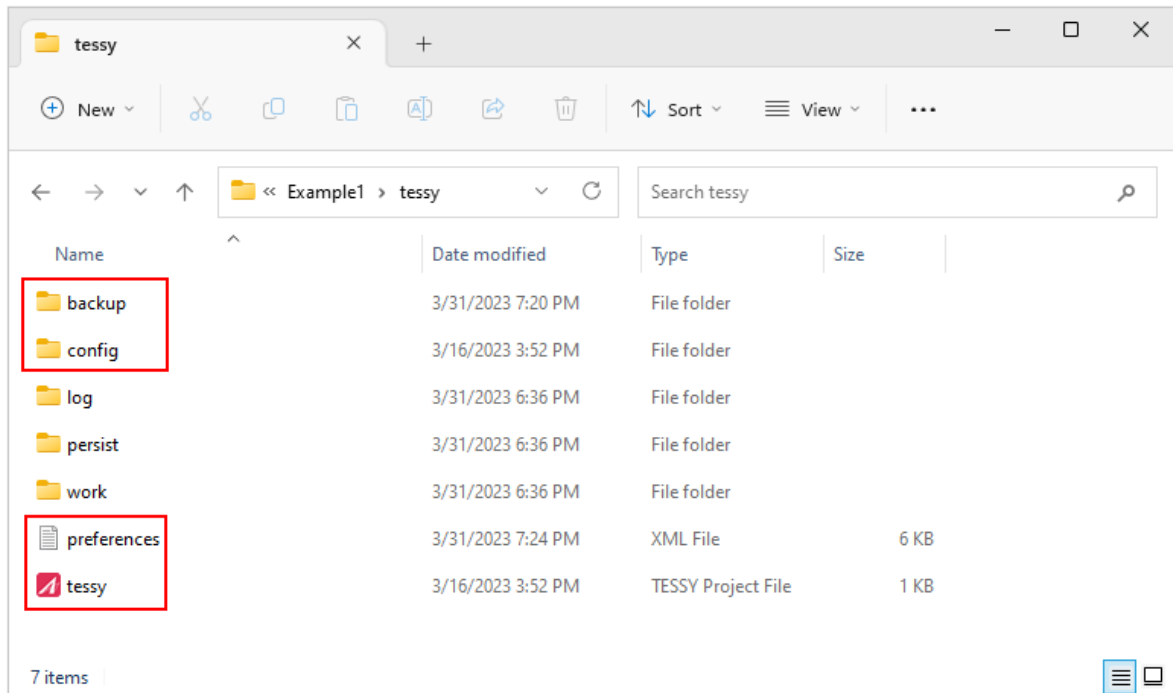 tessy
New Sort View
« Example1 > tessy Search tessy
Name Date modified Type Size
backup 3/31/2023 7:20 PM File folder
config 3/16/2023 3:52 PM File folder
log 3/31/2023 6:36 PM File folder
persist 3/31/2023 6:36 PM File folder
work 3/31/2023 6:36 PM File folder
preferences 3/31/2023 7:24 PM XML File 6 KB
tessy 3/16/2023 3:52 PM TESSY Project File 1 KB
7 items